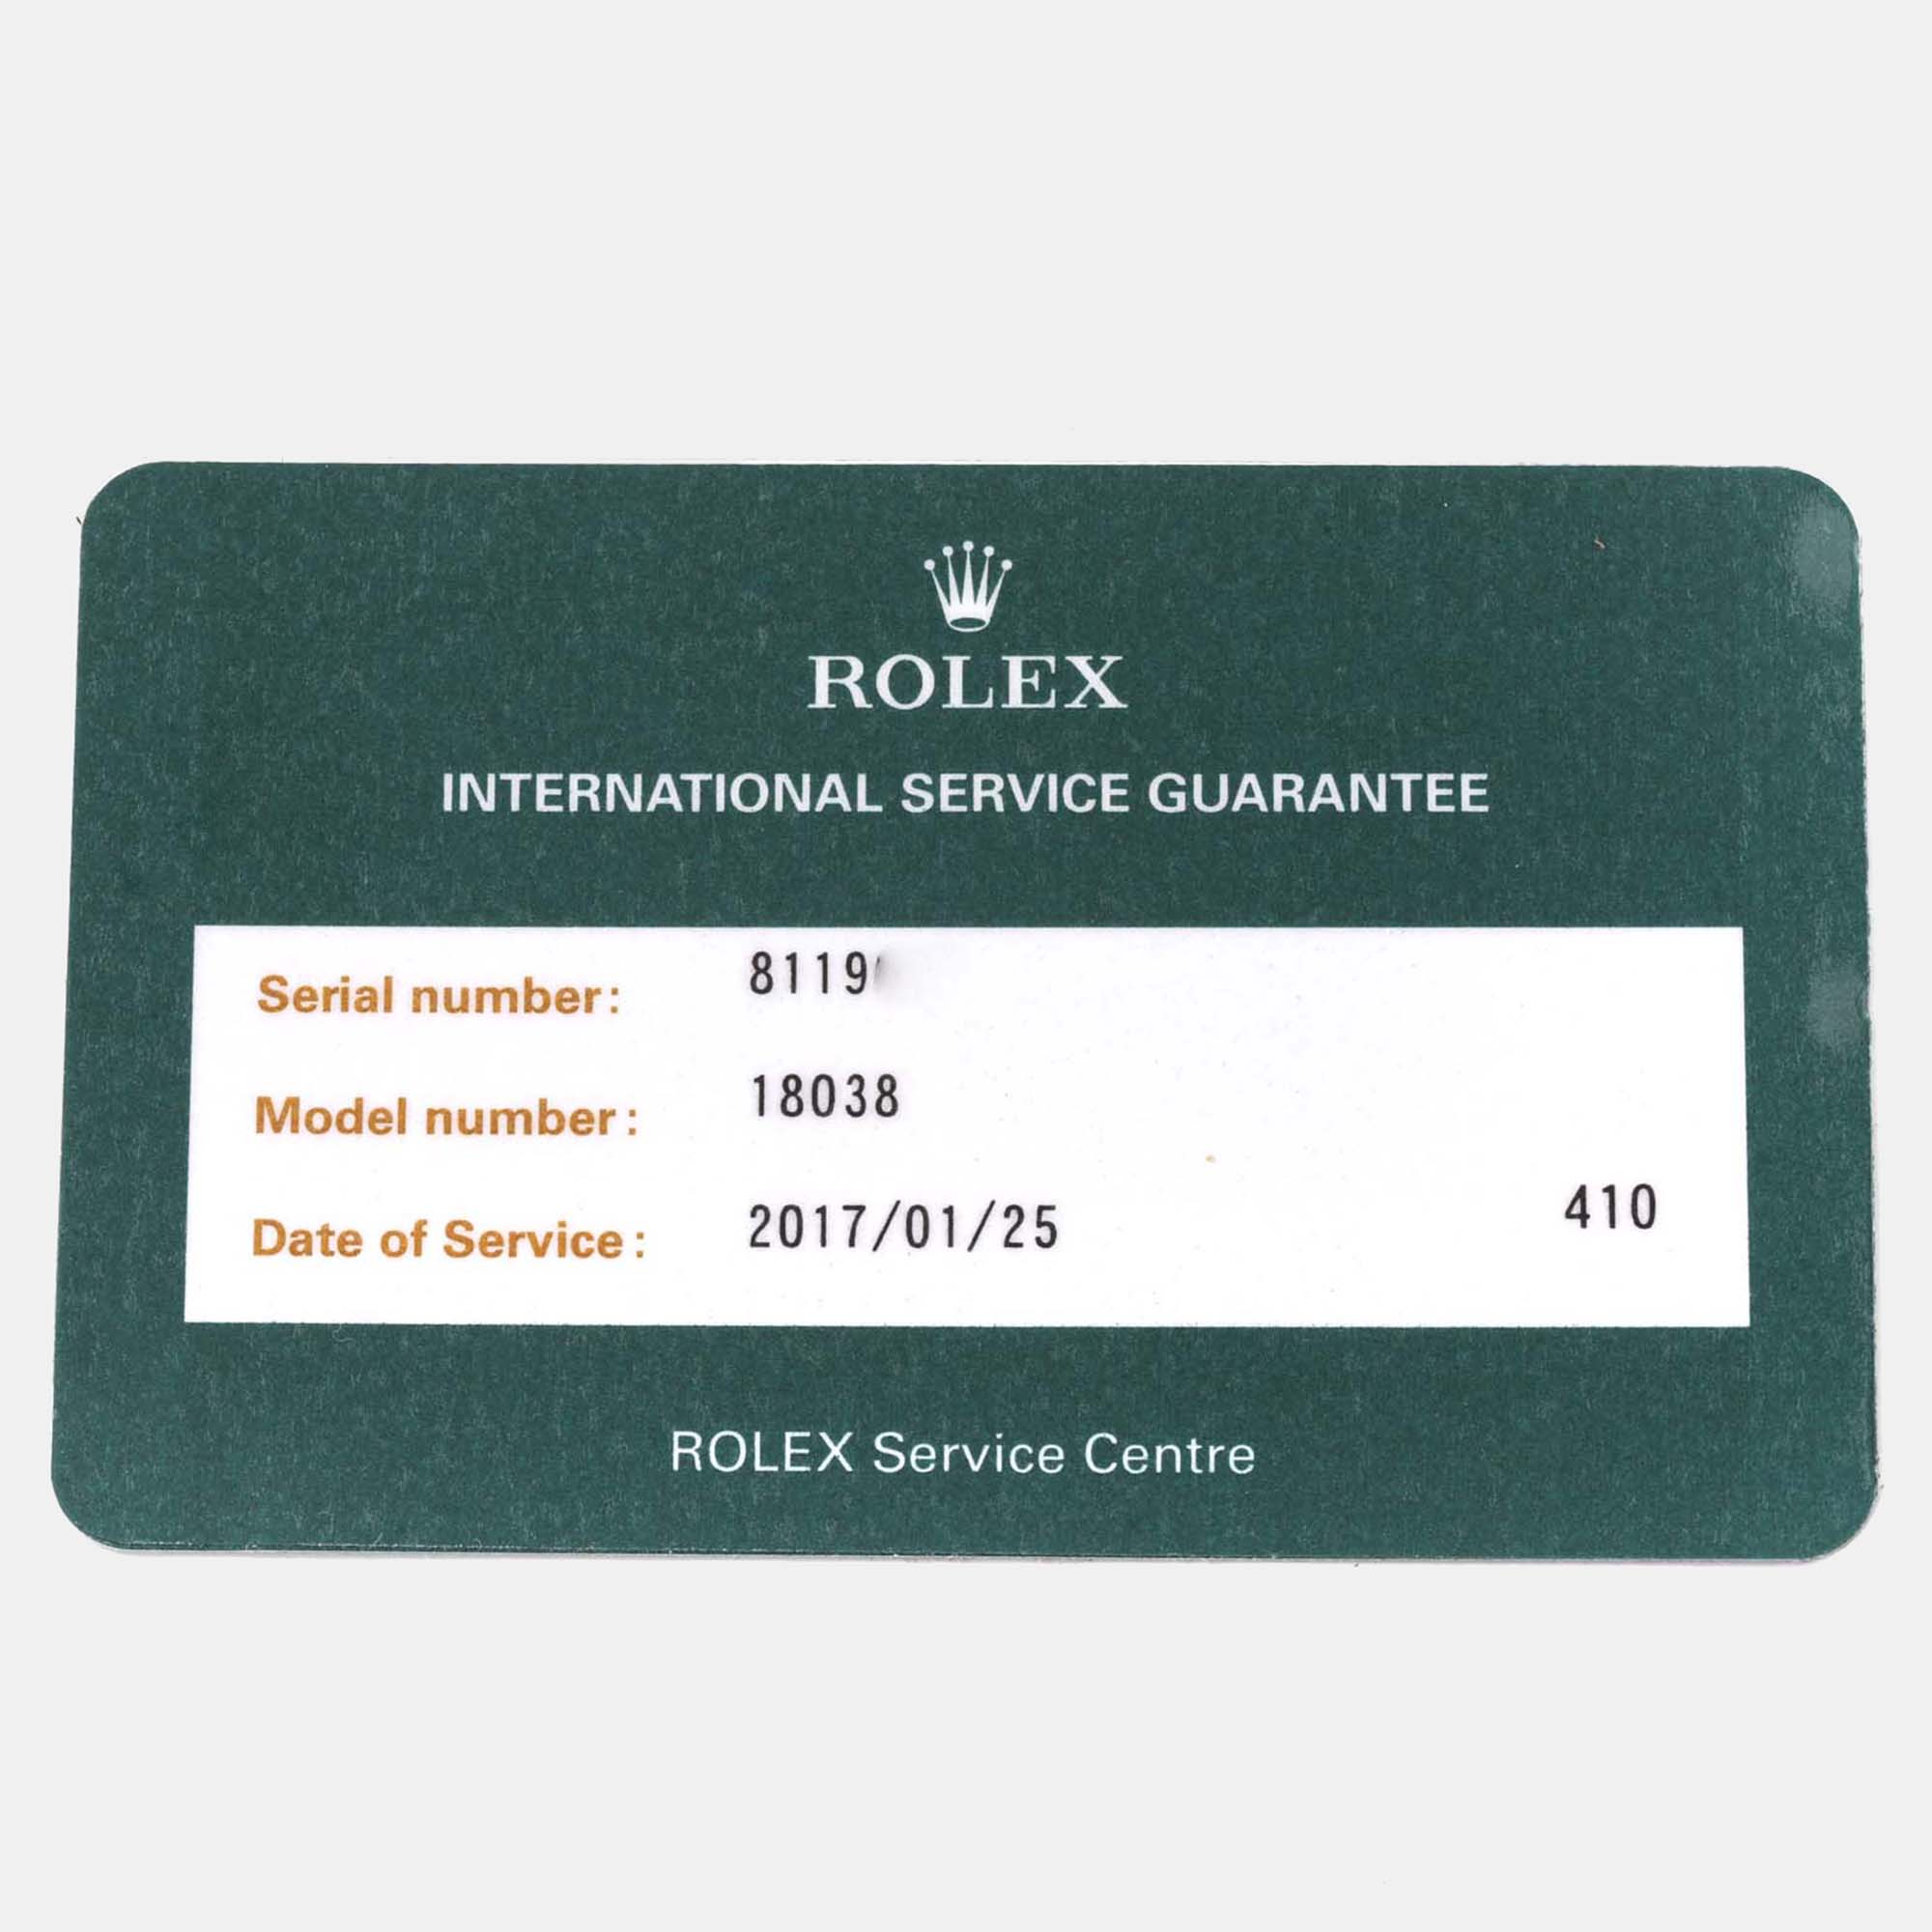 ROLEX
INTERNATIONAL SERVICE GUARANTEE
Serial number: 8119
Model number: 18038
Date of Service: 2017/01/25 410
ROLEX Service Centre